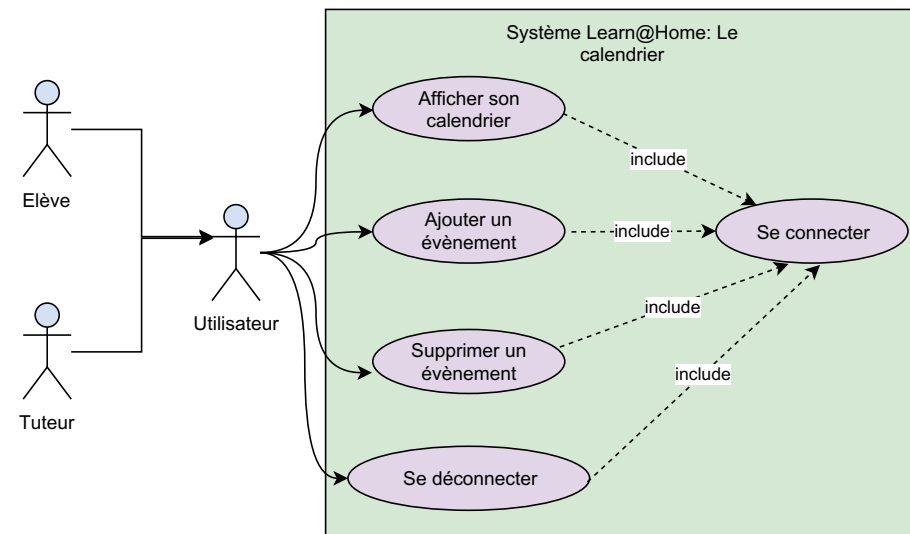 Système Learn@Home: Le
calendrier
Afficher son
calendrier
include
Elève
Ajouter un
évènement
include
Se connecter
Utilisateur
include
Supprimer un
évènement
include
Tuteur
Se déconnecter